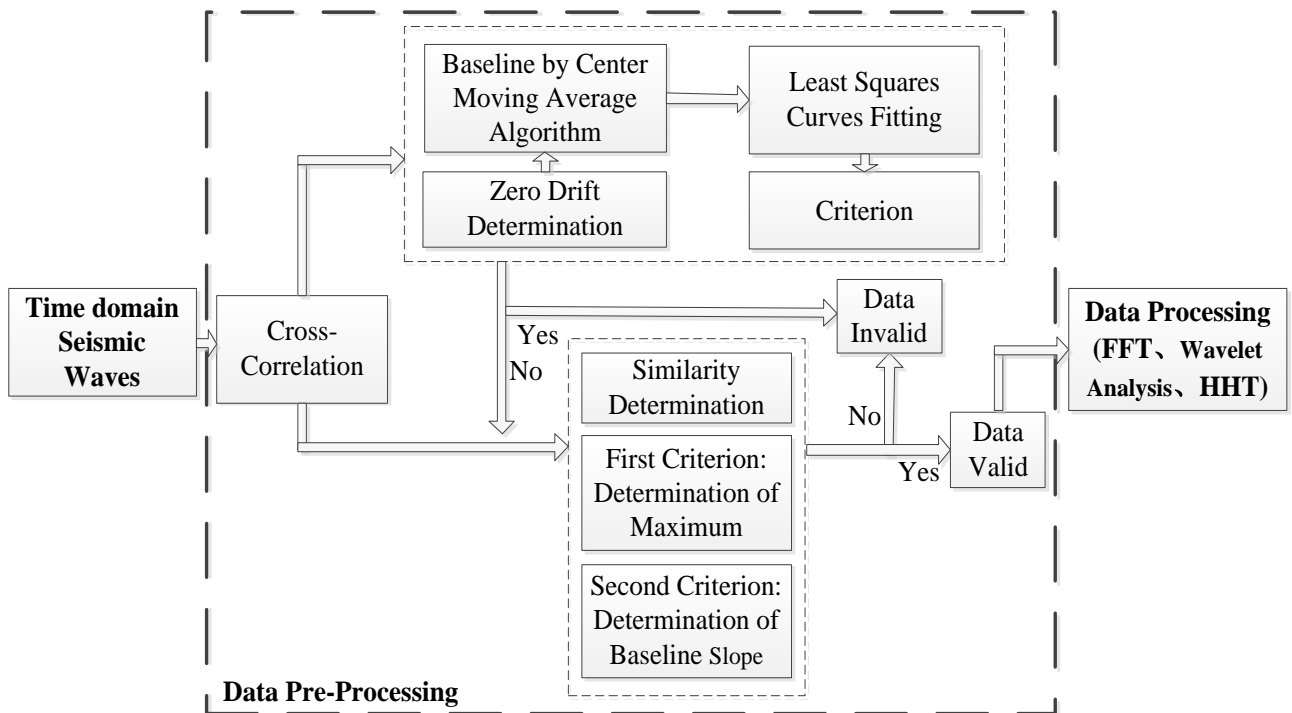 Baseline by Center
Moving Average
Algorithm
Least Squares
Curves Fitting
Zero Drift
Determination
Criterion
Time domain
Seismic
Waves
Cross-
Correlation
Yes
No
Data
Invalid
Similarity
Determination
First Criterion:
Determination of
Maximum
Second Criterion:
Determination of
Baseline Slope
No
Yes
Data
Valid
Data Processing
(FFT、Wavelet
Analysis、HHT)
Data Pre-Processing